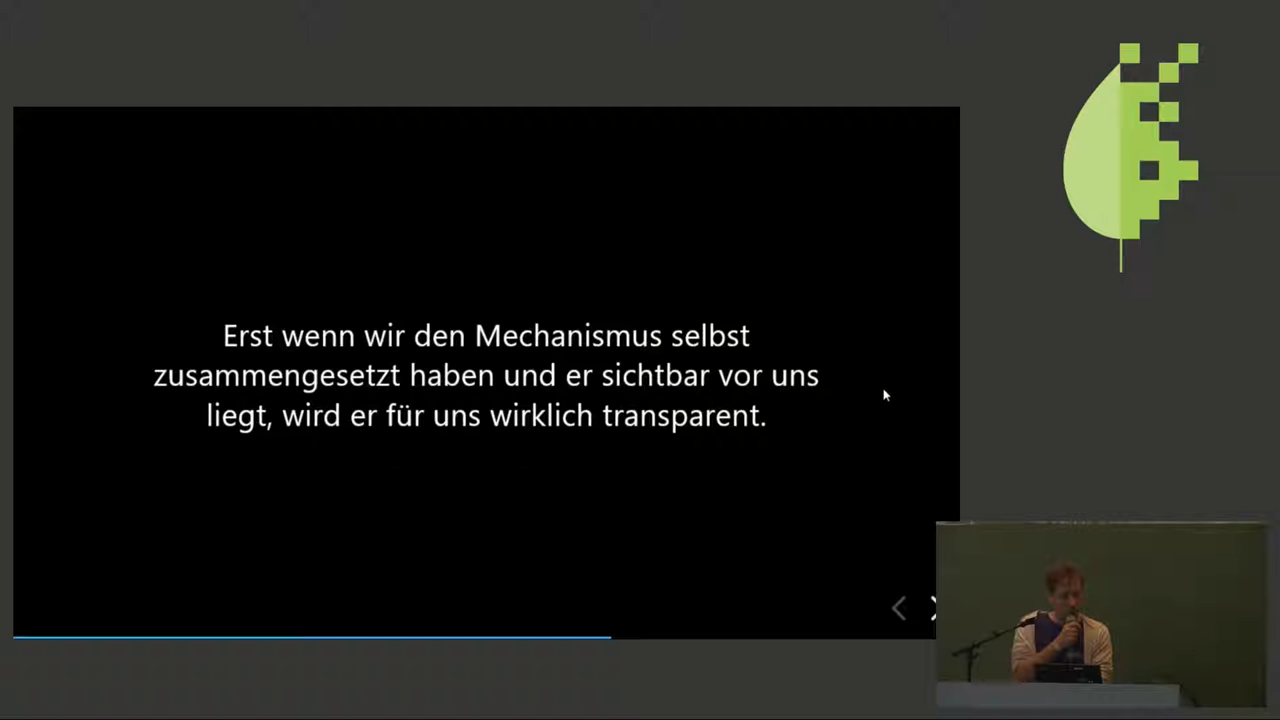 Erst wenn wir den Mechanismus selbst
zusammengesetzt haben und er sichtbar vor uns
liegt, wird er für uns wirklich transparent.